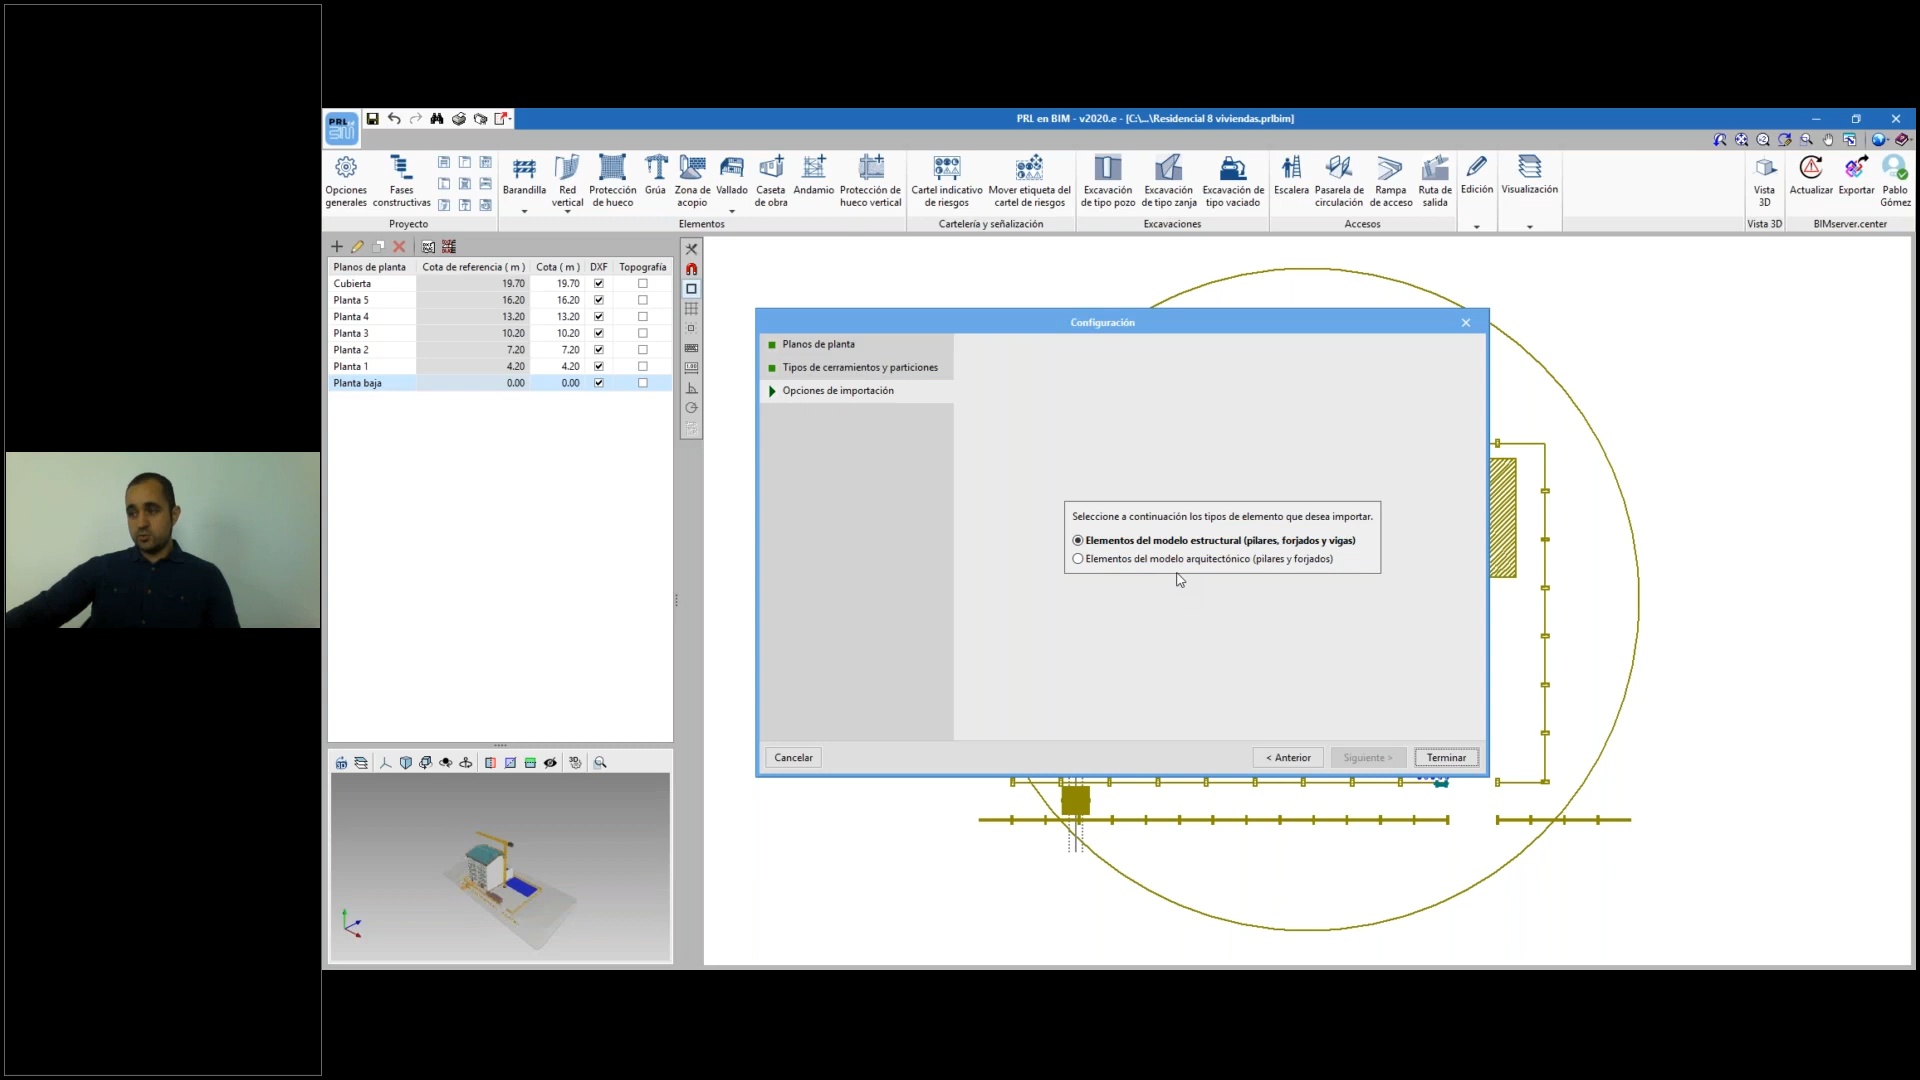 PRL en BIM - v2020.e - [C:\...\Residencial 8 viviendas.prlbim]
PRL
Opciones generales
Fases constructivas
Proyecto
Barandilla
Red vertical
Protección de hueco
Grúa
Zona de acopio
Vallado
Caseta de obra
Andamio
Protección de hueco vertical
Elementos
Cartel indicativo de riesgos
Mover etiqueta del cartel de riesgos
Cartelería y señalización
Excavación de tipo pozo
Excavación de tipo zanja
Excavación de tipo vaciado
Excavaciones
Escalera
Pasarela de circulación
Rampa de acceso
Ruta de salida
Accesos
Edición
Visualización
Vista 3D
Vista 3D
Actualizar
Exportar
Pablo Gómez
BIMserver.center
Planos de planta Cota de referencia ( m ) Cota ( m ) DXF Topografía
Cubierta 19.70 19.70
Planta 5 16.20 16.20
Planta 4 13.20 13.20
Planta 3 10.20 10.20
Planta 2 7.20 7.20
Planta 1 4.20 4.20
Planta baja 0.00 0.00
Configuración
Planos de planta
Tipos de cerramientos y particiones
Opciones de importación
Seleccione a continuación los tipos de elemento que desea importar.
Elementos del modelo estructural (pilares, forjados y vigas)
Elementos del modelo arquitectónico (pilares y forjados)
Cancelar
< Anterior
Siguiente >
Terminar